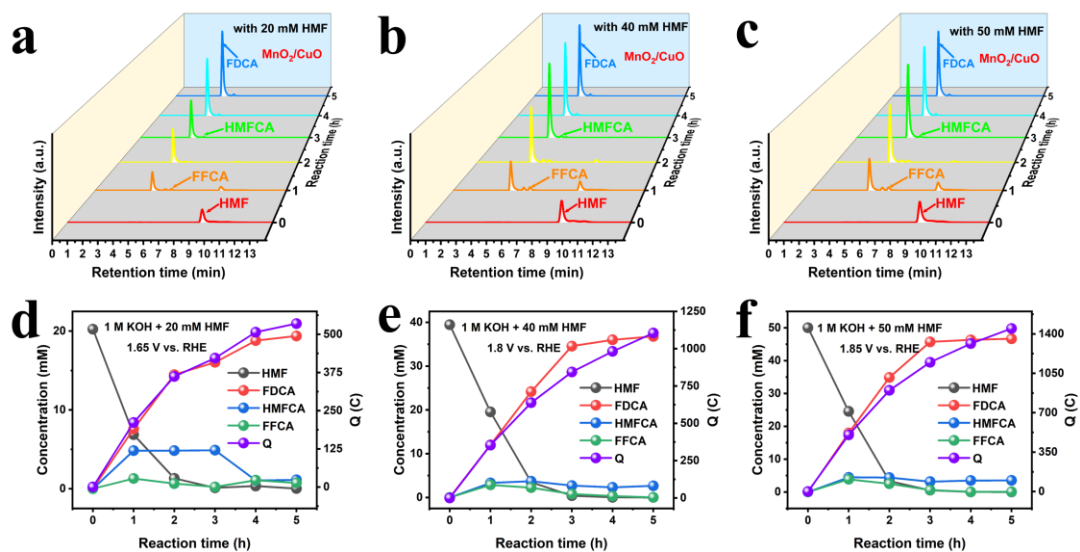 a
with 20 mM HMF
MnO2/CuO
FDCA
HMFCA
FFCA
HMF
Intensity (a.u.)
0 1 2 3 4 5 6 7 8 9 10 11 12 13
Retention time (min)
0 1 2 3 4 5
Reaction time (h)
b
with 40 mM HMF
MnO2/CuO
FDCA
HMFCA
FFCA
HMF
Intensity (a.u.)
0 1 2 3 4 5 6 7 8 9 10 11 12 13
Retention time (min)
0 1 2 3 4 5
Reaction time (h)
c
with 50 mM HMF
MnO2/CuO
FDCA
HMFCA
FFCA
HMF
Intensity (a.u.)
0 1 2 3 4 5 6 7 8 9 10 11 12 13
Retention time (min)
0 1 2 3 4 5
Reaction time (h)
d
1 M KOH + 20 mM HMF
1.65 V vs. RHE
HMF
FDCA
HMFCA
FFCA
Q
Concentration (mM)
20
10
0
Q (C)
500
375
250
125
0
0 1 2 3 4 5
Reaction time (h)
e
1 M KOH + 40 mM HMF
1.8 V vs. RHE
HMF
FDCA
HMFCA
FFCA
Q
Concentration (mM)
40
35
30
25
20
15
10
5
0
Q (C)
1250
1000
750
500
250
0
0 1 2 3 4 5
Reaction time (h)
f
1 M KOH + 50 mM HMF
1.85 V vs. RHE
HMF
FDCA
HMFCA
FFCA
Q
Concentration (mM)
50
40
30
20
10
0
Q (C)
1400
1050
700
350
0
0 1 2 3 4 5
Reaction time (h)